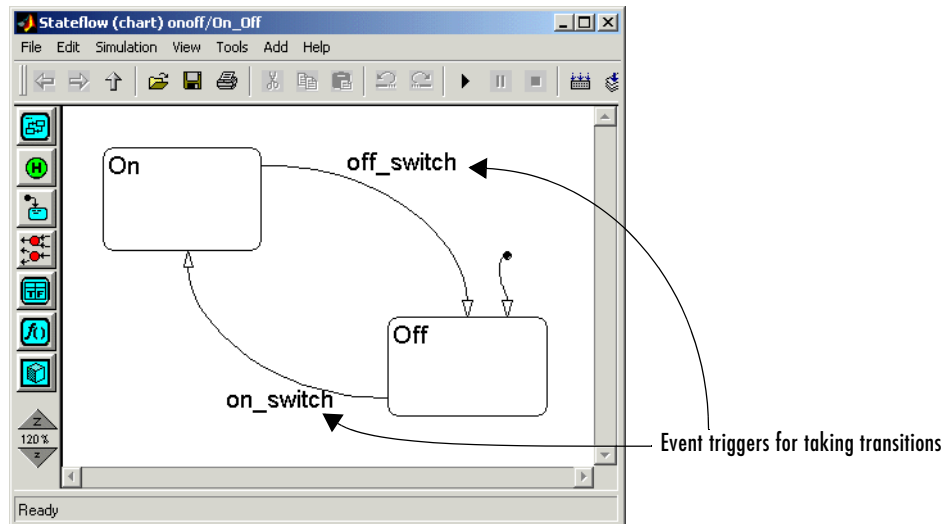 Stateflow (chart) onoff/On_Off
File Edit Simulation View Tools Add Help
H
On
off_switch
TF
Off
f()
on_switch
Z
120%
z
Event triggers for taking transitions
Ready